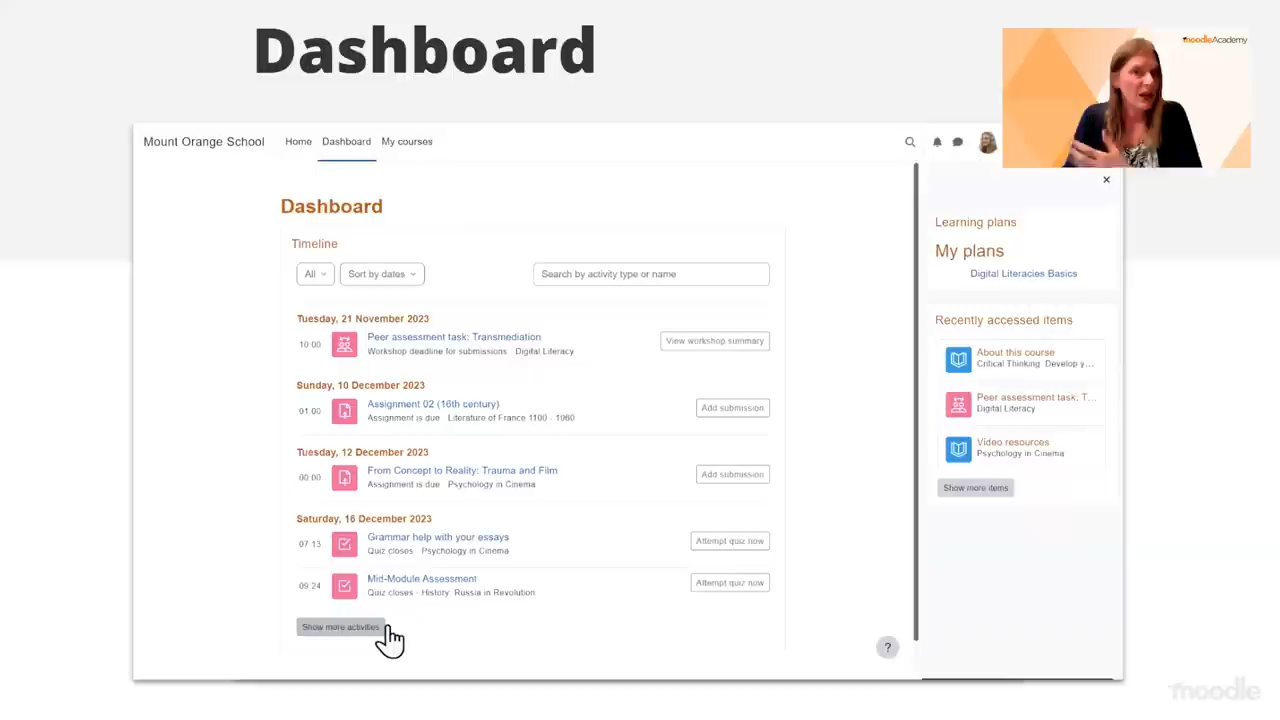 Dashboard
moodleAcademy
Mount Orange School Home Dashboard My courses
Dashboard
Timeline
All Sort by dates Search by activity type or name
Tuesday, 21 November 2023
10:00 Peer assessment task: Transmediation View workshop summary
Workshop deadline for submissions Digital Literacy
Sunday, 10 December 2023
01:00 Assignment 02 (16th century) Add submission
Assignment is due Literature of France 1100 - 1960
Tuesday, 12 December 2023
00:00 From Concept to Reality: Trauma and Film Add submission
Assignment is due Psychology in Cinema
Saturday, 16 December 2023
07:13 Grammar help with your essays Attempt quiz now
Quiz closes Psychology in Cinema
09:24 Mid-Module Assessment Attempt quiz now
Quiz closes · History: Russia in Revolution
Show more activities
?
Learning plans
My plans
Digital Literacies Basics
Recently accessed items
About this course
Critical Thinking Develop y...
Peer assessment task: T...
Digital Literacy
Video resources
Psychology in Cinema
Show more items
moodle